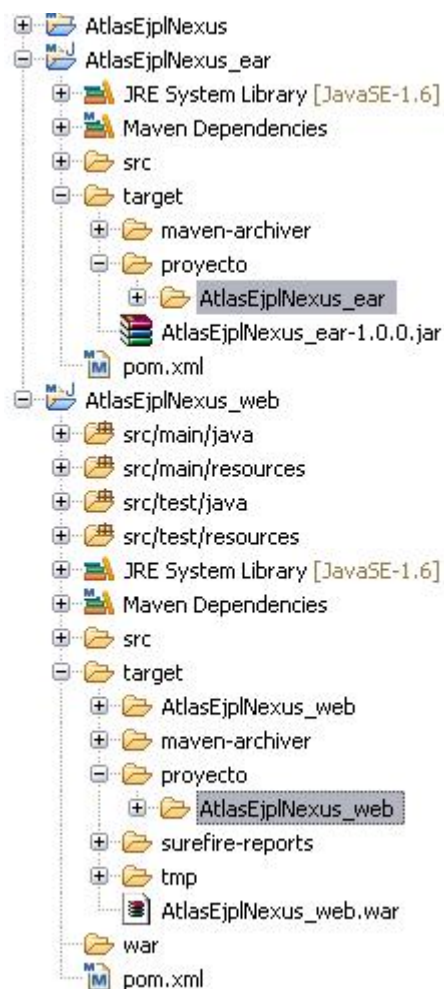 AtlasEjplNexus
AtlasEjplNexus_ear
JRE System Library [JavaSE-1.6]
Maven Dependencies
src
target
maven-archiver
proyecto
AtlasEjplNexus_ear
AtlasEjplNexus_ear-1.0.0.jar
pom.xml
AtlasEjplNexus_web
src/main/java
src/main/resources
src/test/java
src/test/resources
JRE System Library [JavaSE-1.6]
Maven Dependencies
src
target
AtlasEjplNexus_web
maven-archiver
proyecto
AtlasEjplNexus_web
surefire-reports
tmp
AtlasEjplNexus_web.war
war
pom.xml